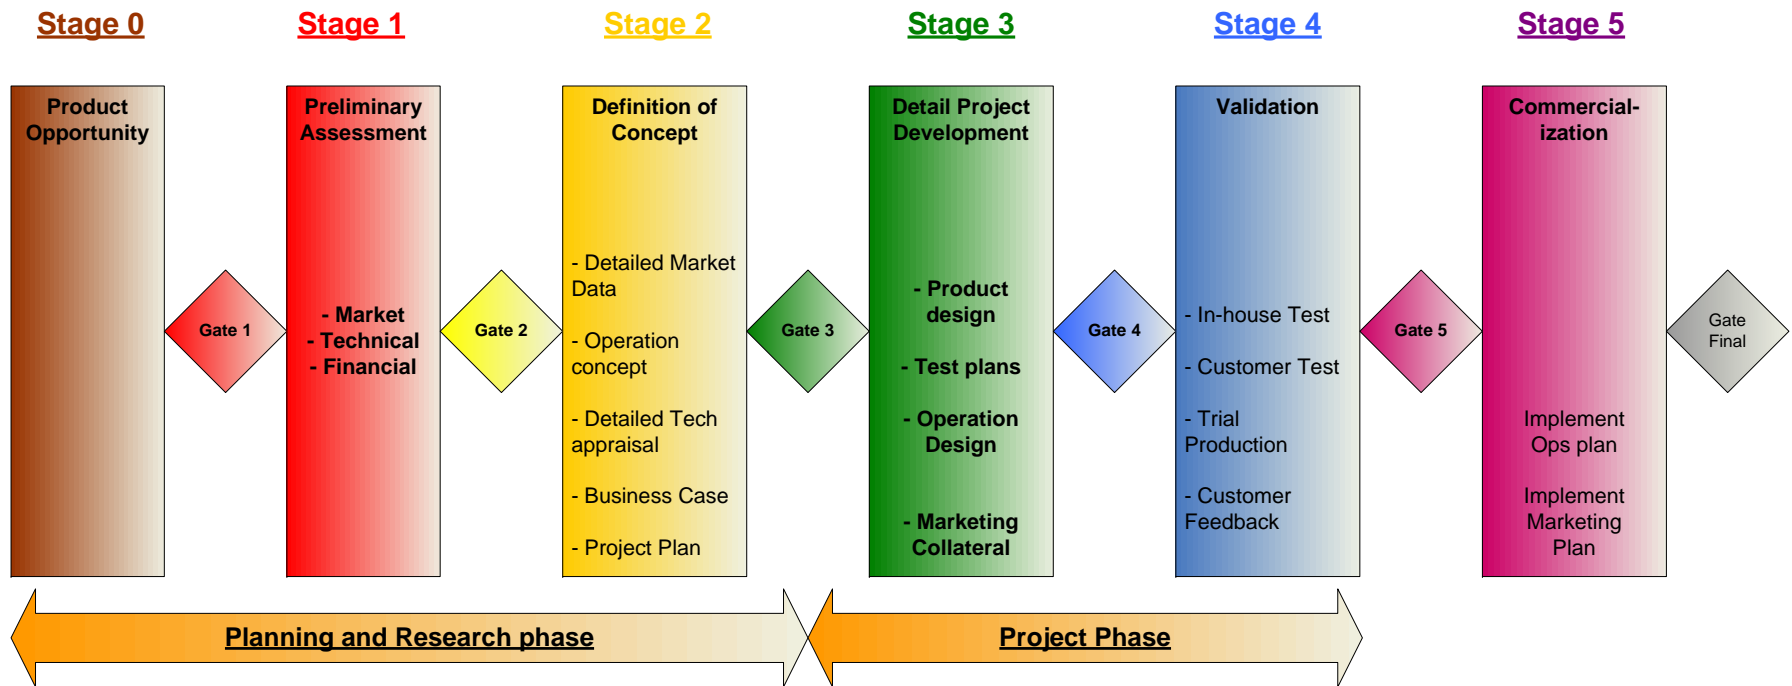 Stage 0
Stage 1
Stage 2
Stage 3
Stage 4
Stage 5
Product
Opportunity
Gate 1
Preliminary
Assessment
- Market
- Technical
- Financial
Gate 2
Definition of
Concept
- Detailed Market
Data
- Operation
concept
- Detailed Tech
appraisal
- Business Case
- Project Plan
Gate 3
Detail Project
Development
- Product
design
- Test plans
- Operation
Design
- Marketing
Collateral
Gate 4
Validation
- In-house Test
- Customer Test
- Trial
Production
- Customer
Feedback
Gate 5
Commercial-
ization
Implement
Ops plan
Implement
Marketing
Plan
Gate
Final
Planning and Research phase
Project Phase